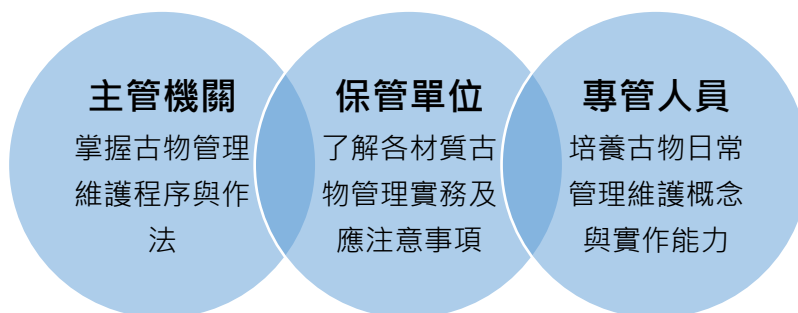 主管機關
掌握古物管理
維護程序與作
法
保管單位
了解各材質古
物管理實務及
應注意事項
專管人員
培養古物日常
管理維護概念
與實作能力